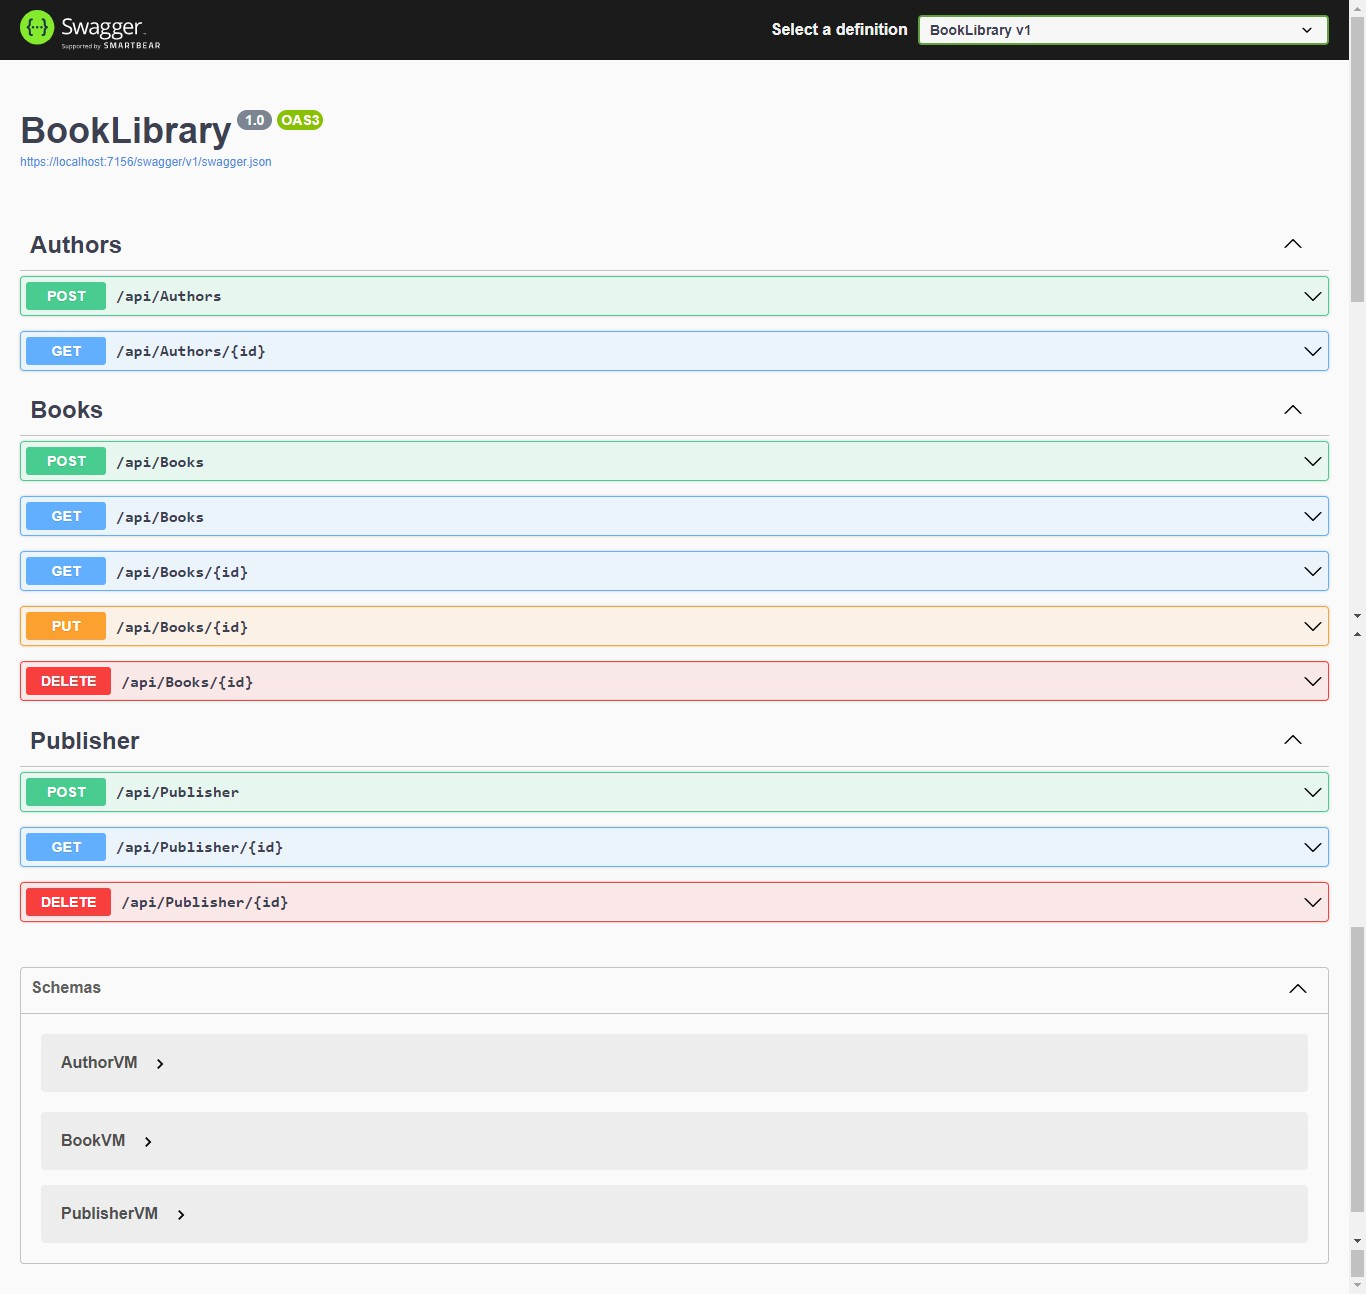 {···} Swagger
Supported by SMARTBEAR
Select a definition
BookLibrary v1
BookLibrary 1.0 OAS3
https://localhost:7156/swagger/v1/swagger.json
Authors
POST /api/Authors
GET /api/Authors/{id}
Books
POST /api/Books
GET /api/Books
GET /api/Books/{id}
PUT /api/Books/{id}
DELETE /api/Books/{id}
Publisher
POST /api/Publisher
GET /api/Publisher/{id}
DELETE /api/Publisher/{id}
Schemas
AuthorVM
BookVM
PublisherVM